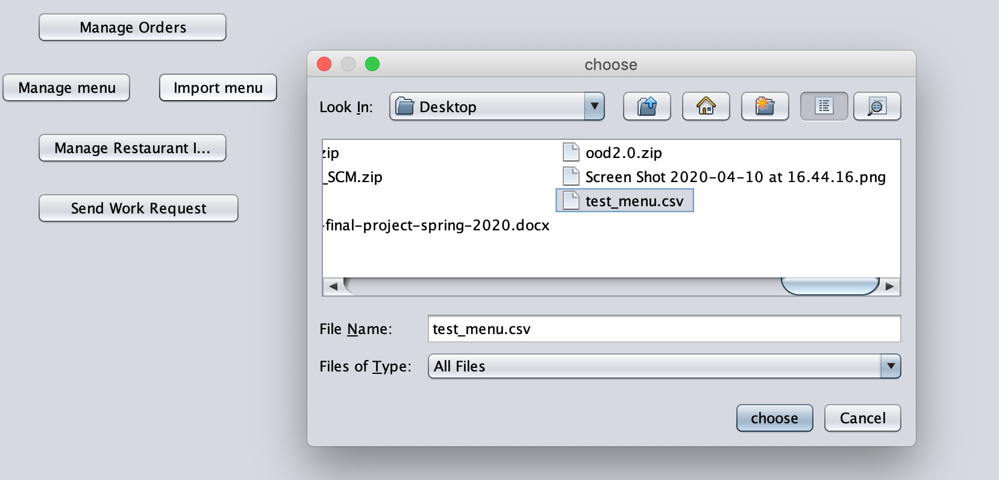 Manage Orders
Manage menu
Import menu
Manage Restaurant I...
Send Work Request
choose
Look In:
Desktop
zip
_SCM.zip
-final-project-spring-2020.docx
ood2.0.zip
Screen Shot 2020-04-10 at 16.44.16.png
test_menu.csv
File Name:
test_menu.csv
Files of Type:
All Files
choose
Cancel